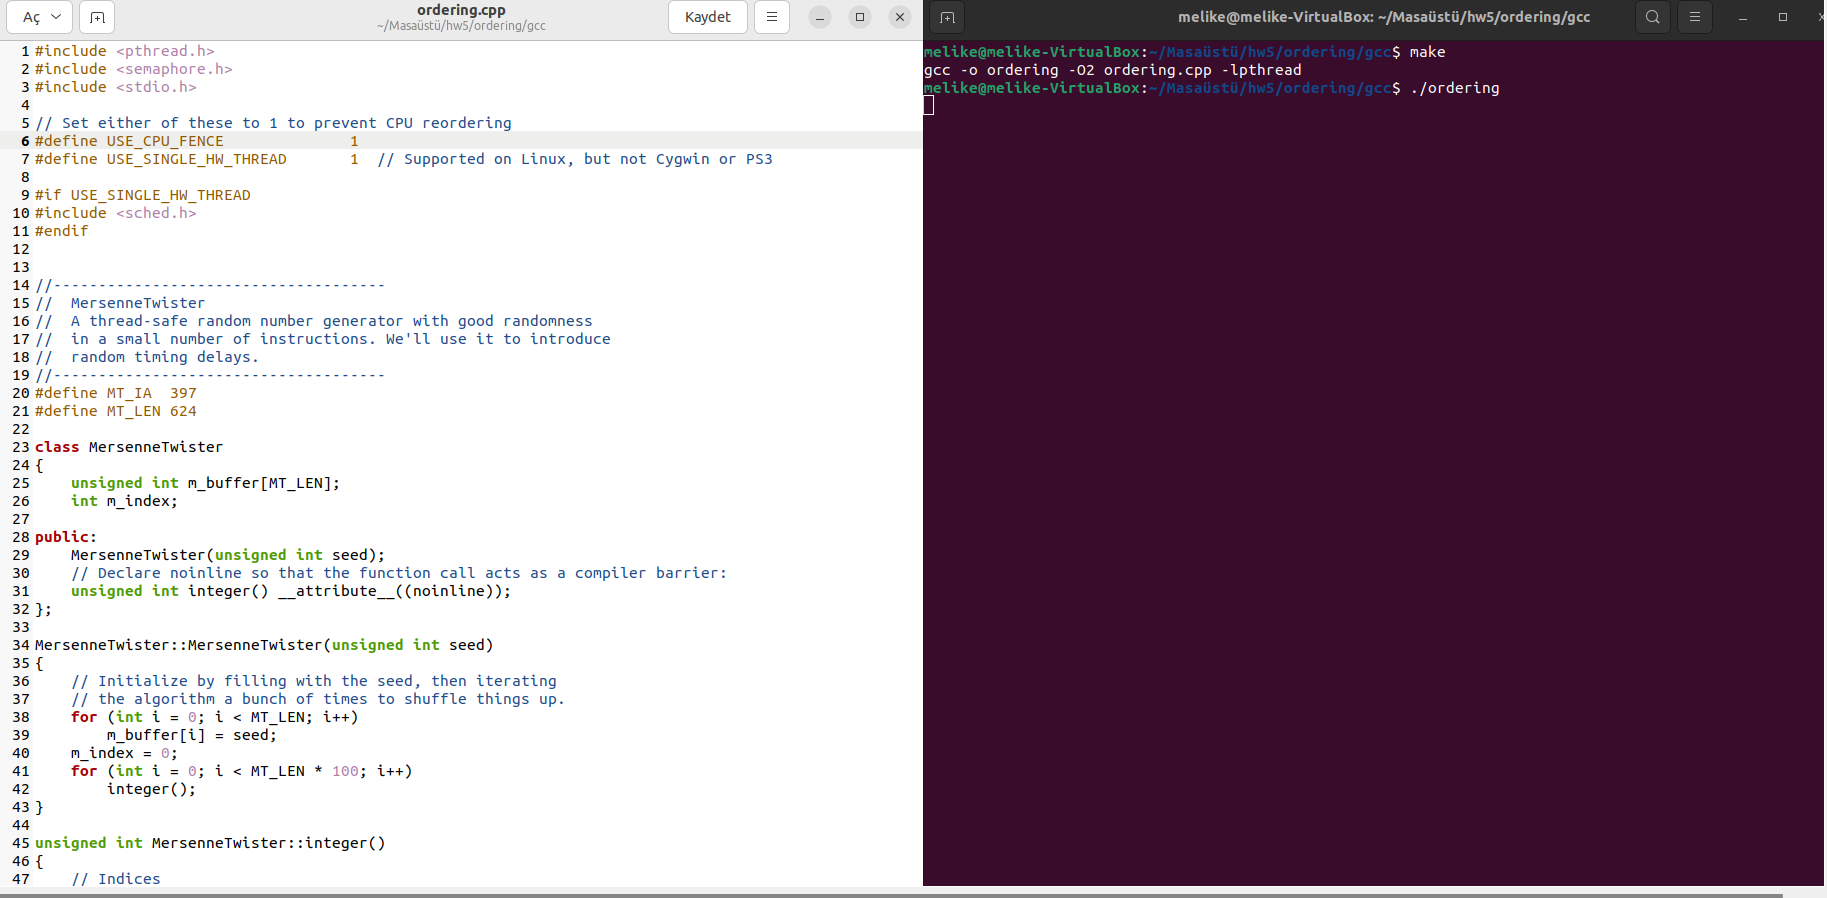 Aç
ordering.cpp
~/Masaüstü/hw5/ordering/gcc
Kaydet
1 #include <pthread.h>
2 #include <semaphore.h>
3 #include <stdio.h>
4
5 // Set either of these to 1 to prevent CPU reordering
6 #define USE_CPU_FENCE              1
7 #define USE_SINGLE_HW_THREAD       1  // Supported on Linux, but not Cygwin or PS3
8
9 #if USE_SINGLE_HW_THREAD
10 #include <sched.h>
11 #endif
12
13
14 //-------------------------------------
15 //  MersenneTwister
16 //  A thread-safe random number generator with good randomness
17 //  in a small number of instructions. We'll use it to introduce
18 //  random timing delays.
19 //-------------------------------------
20 #define MT_IA  397
21 #define MT_LEN 624
22
23 class MersenneTwister
24 {
25     unsigned int m_buffer[MT_LEN];
26     int m_index;
27
28 public:
29     MersenneTwister(unsigned int seed);
30     // Declare noinline so that the function call acts as a compiler barrier:
31     unsigned int integer() __attribute__((noinline));
32 };
33
34 MersenneTwister::MersenneTwister(unsigned int seed)
35 {
36     // Initialize by filling with the seed, then iterating
37     // the algorithm a bunch of times to shuffle things up.
38     for (int i = 0; i < MT_LEN; i++)
39         m_buffer[i] = seed;
40     m_index = 0;
41     for (int i = 0; i < MT_LEN * 100; i++)
42         integer();
43 }
44
45 unsigned int MersenneTwister::integer()
46 {
47     // Indices
melike@melike-VirtualBox: ~/Masaüstü/hw5/ordering/gcc
melike@melike-VirtualBox:~/Masaüstü/hw5/ordering/gcc$ make
gcc -o ordering -O2 ordering.cpp -lpthread
melike@melike-VirtualBox:~/Masaüstü/hw5/ordering/gcc$ ./ordering